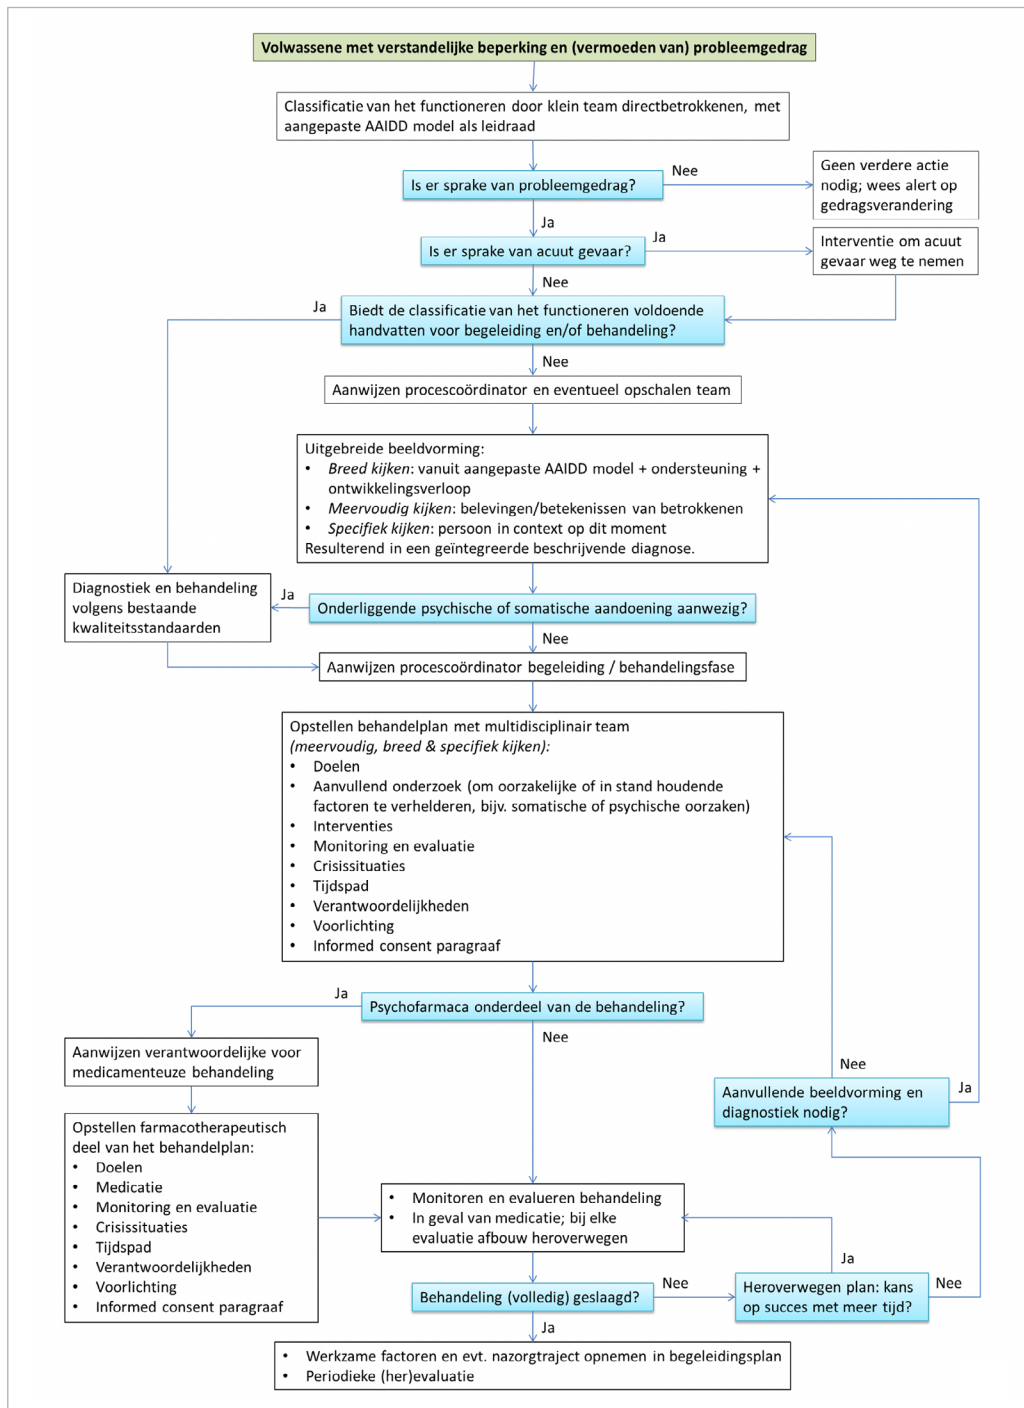 Volwassene met verstandelijke beperking en (vermoeden van) probleemgedrag
Classificatie van het functioneren door klein team directbetrokkenen, met
aangepaste AAIDD model als leidraad
Is er sprake van probleemgedrag?
Nee
Geen verdere actie
nodig; wees alert op
gedragsverandering
Ja
Is er sprake van acuut gevaar?
Ja
Interventie om acuut
gevaar weg te nemen
Nee
Ja
Biedt de classificatie van het functioneren voldoende
handvatten voor begeleiding en/of behandeling?
Nee
Aanwijzen procescoördinator en eventueel opschalen team
Uitgebreide beeldvorming:
• Breed kijken: vanuit aangepaste AAIDD model + ondersteuning +
ontwikkelingsverloop
• Meervoudig kijken: belevingen/betekenissen van betrokkenen
• Specifiek kijken: persoon in context op dit moment
Resulterend in een geïntegreerde beschrijvende diagnose.
Diagnostiek en behandeling
volgens bestaande
kwaliteitsstandaarden
Ja
Onderliggende psychische of somatische aandoening aanwezig?
Nee
Aanwijzen procescoördinator begeleiding / behandelingsfase
Opstellen behandelplan met multidisciplinair team
(meervoudig, breed & specifiek kijken):
• Doelen
• Aanvullend onderzoek (om oorzakelijke of in stand houdende
factoren te verhelderen, bijv. somatische of psychische oorzaken)
• Interventies
• Monitoring en evaluatie
• Crisissituaties
• Tijdspad
• Verantwoordelijkheden
• Voorlichting
• Informed consent paragraaf
Ja
Psychofarmaca onderdeel van de behandeling?
Nee
Aanwijzen verantwoordelijke voor
medicamenteuze behandeling
Opstellen farmacotherapeutisch
deel van het behandelplan:
• Doelen
• Medicatie
• Monitoring en evaluatie
• Crisissituaties
• Tijdspad
• Verantwoordelijkheden
• Voorlichting
• Informed consent paragraaf
Nee
Aanvullende beeldvorming en
diagnostiek nodig?
Ja
• Monitoren en evalueren behandeling
• In geval van medicatie; bij elke
evaluatie afbouw heroverwegen
Behandeling (volledig) geslaagd?
Nee
Ja
Heroverwegen plan: kans
op succes met meer tijd?
Nee
Ja
• Werkzame factoren en evt. nazorgtraject opnemen in begeleidingsplan
• Periodieke (her)evaluatie